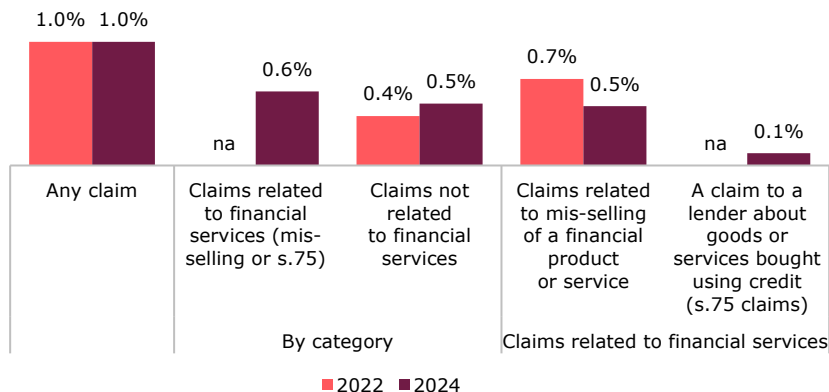 1.0% 1.0%
na
0.6%
0.4%
0.5%
0.7%
0.5%
na
0.1%
Any claim
Claims related
to financial
services (mis-
selling or s.75)
Claims not
related
to financial
services
Claims related
to mis-selling
of a financial
product
or service
A claim to a
lender about
goods or
services bought
using credit
(s.75 claims)
By category
Claims related to financial services
2022 2024